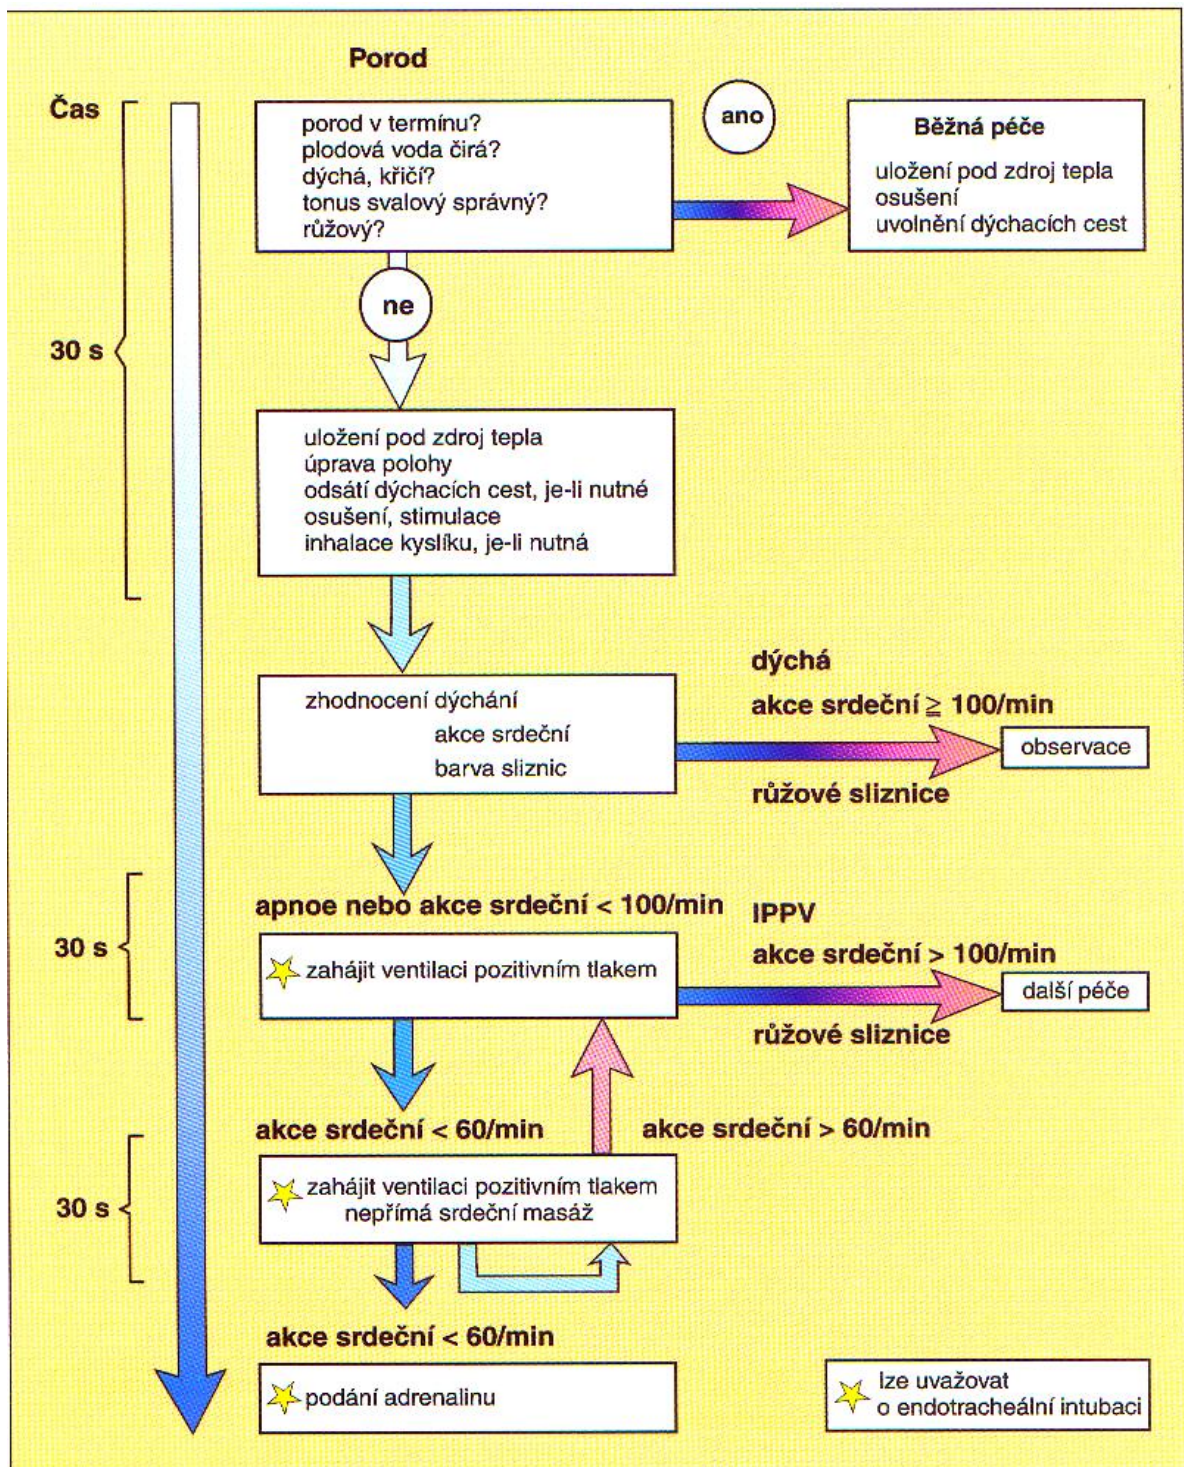 Porod
Čas
porod v termínu?
plodová voda čirá?
dýchá, křičí?
tonus svalový správný?
růžový?
ano
Běžná péče
uložení pod zdroj tepla
osušení
uvolnění dýchacích cest
ne
30 s
uložení pod zdroj tepla
úprava polohy
odsátí dýchacích cest, je-li nutné
osušení, stimulace
inhalace kyslíku, je-li nutná
zhodnocení dýchání
akce srdeční
barva sliznic
dýchá
akce srdeční ≧ 100/min
růžové sliznice
observace
30 s
apnoe nebo akce srdeční < 100/min
zahájit ventilaci pozitivním tlakem
IPPV
akce srdeční > 100/min
růžové sliznice
další péče
akce srdeční < 60/min
akce srdeční > 60/min
30 s
zahájit ventilaci pozitivním tlakem
nepřímá srdeční masáž
akce srdeční < 60/min
podání adrenalinu
lze uvažovat
o endotracheální intubaci